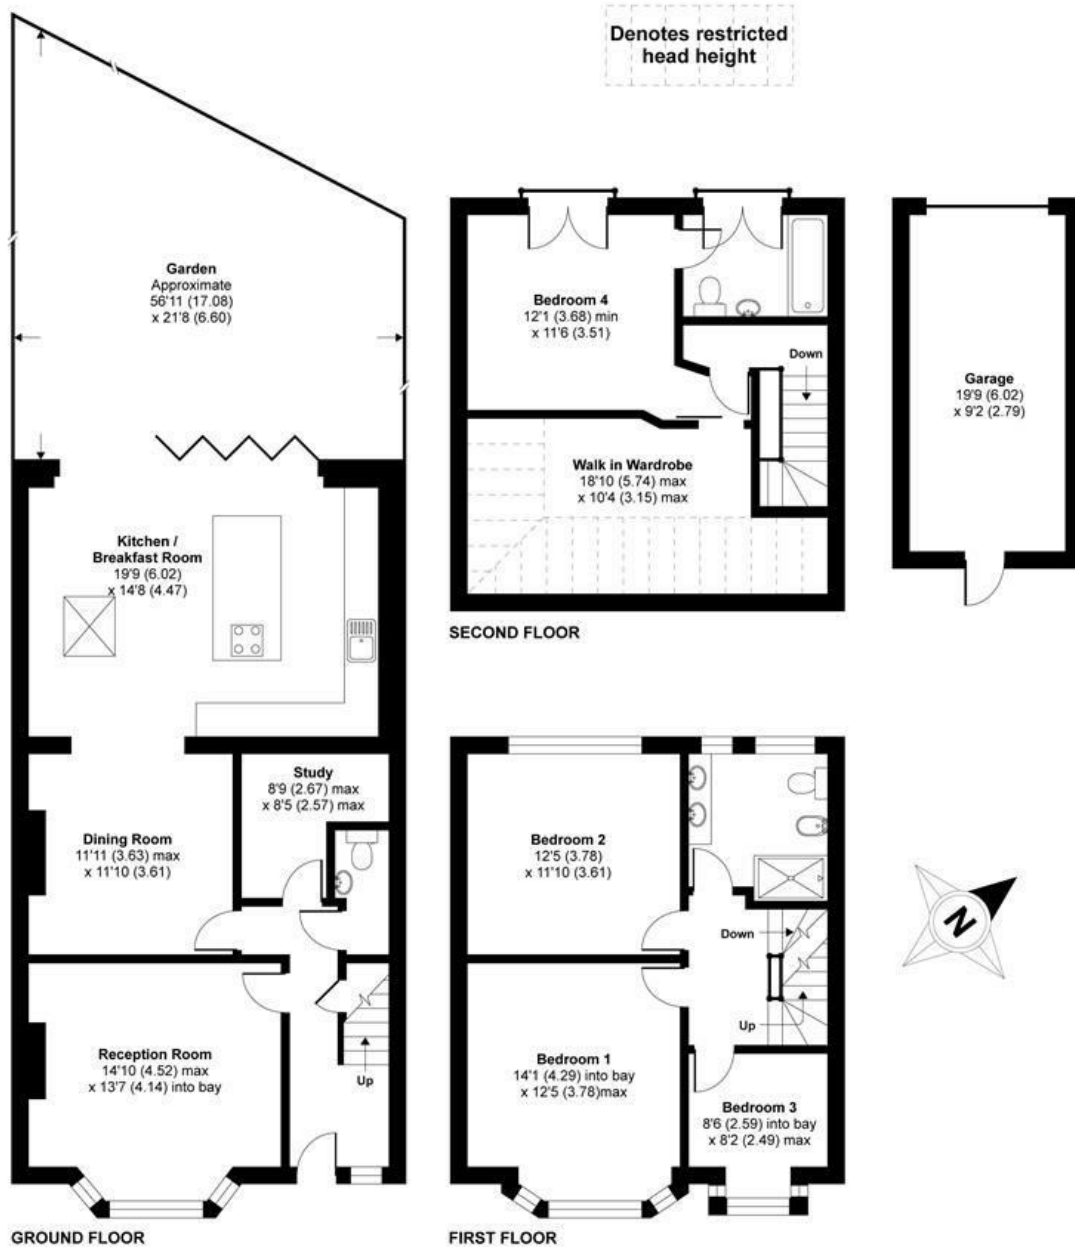 Denotes restricted
head height
Garden
Approximate
56'11 (17.08)
x 21'8 (6.60)
Kitchen /
Breakfast Room
19'9 (6.02)
x 14'8 (4.47)
Study
8'9 (2.67) max
x 8'5 (2.57) max
Dining Room
11'11 (3.63) max
x 11'10 (3.61)
Reception Room
14'10 (4.52) max
x 13'7 (4.14) into bay
Up
GROUND FLOOR
Bedroom 4
12'1 (3.68) min
x 11'6 (3.51)
Down
Walk in Wardrobe
18'10 (5.74) max
x 10'4 (3.15) max
SECOND FLOOR
Garage
19'9 (6.02)
x 9'2 (2.79)
Bedroom 2
12'5 (3.78)
x 11'10 (3.61)
Down
Up
Bedroom 1
14'1 (4.29) into bay
x 12'5 (3.78)max
Bedroom 3
8'6 (2.59) into bay
x 8'2 (2.49) max
FIRST FLOOR
N